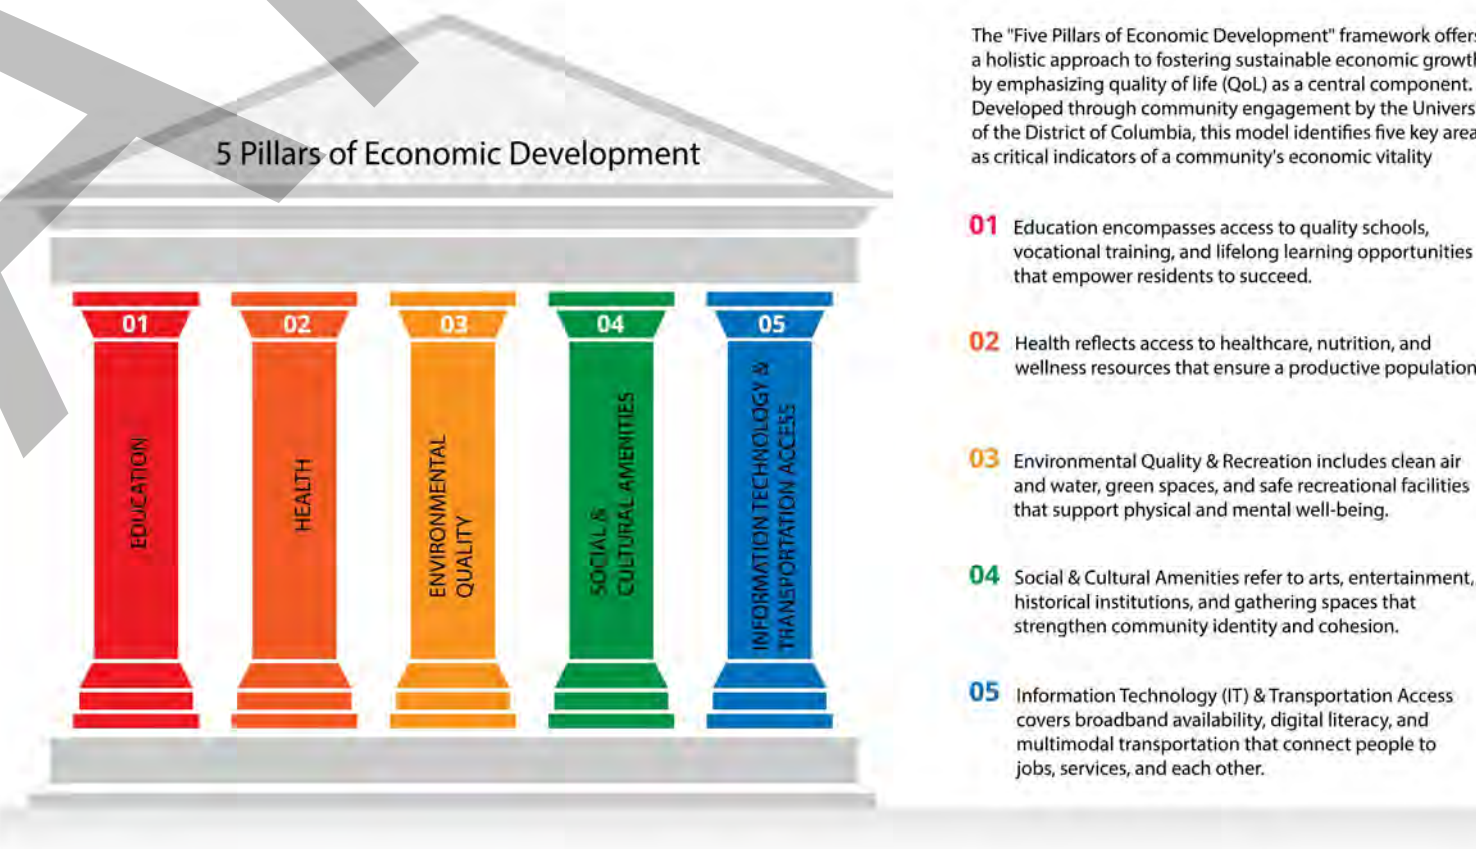 5 Pillars of Economic Development
01
02
03
04
05
EDUCATION
HEALTH
ENVIRONMENTAL
QUALITY
SOCIAL &
CULTURAL AMENITIES
INFORMATION TECHNOLOGY &
TRANSPORTATION ACCESS
The "Five Pillars of Economic Development" framework offers
a holistic approach to fostering sustainable economic growth
by emphasizing quality of life (QoL) as a central component.
Developed through community engagement by the Univers
of the District of Columbia, this model identifies five key area
as critical indicators of a community's economic vitality
01 Education encompasses access to quality schools,
vocational training, and lifelong learning opportunities
that empower residents to succeed.
02 Health reflects access to healthcare, nutrition, and
wellness resources that ensure a productive population
03 Environmental Quality & Recreation includes clean air
and water, green spaces, and safe recreational facilities
that support physical and mental well-being.
04 Social & Cultural Amenities refer to arts, entertainment,
historical institutions, and gathering spaces that
strengthen community identity and cohesion.
05 Information Technology (IT) & Transportation Access
covers broadband availability, digital literacy, and
multimodal transportation that connect people to
jobs, services, and each other.